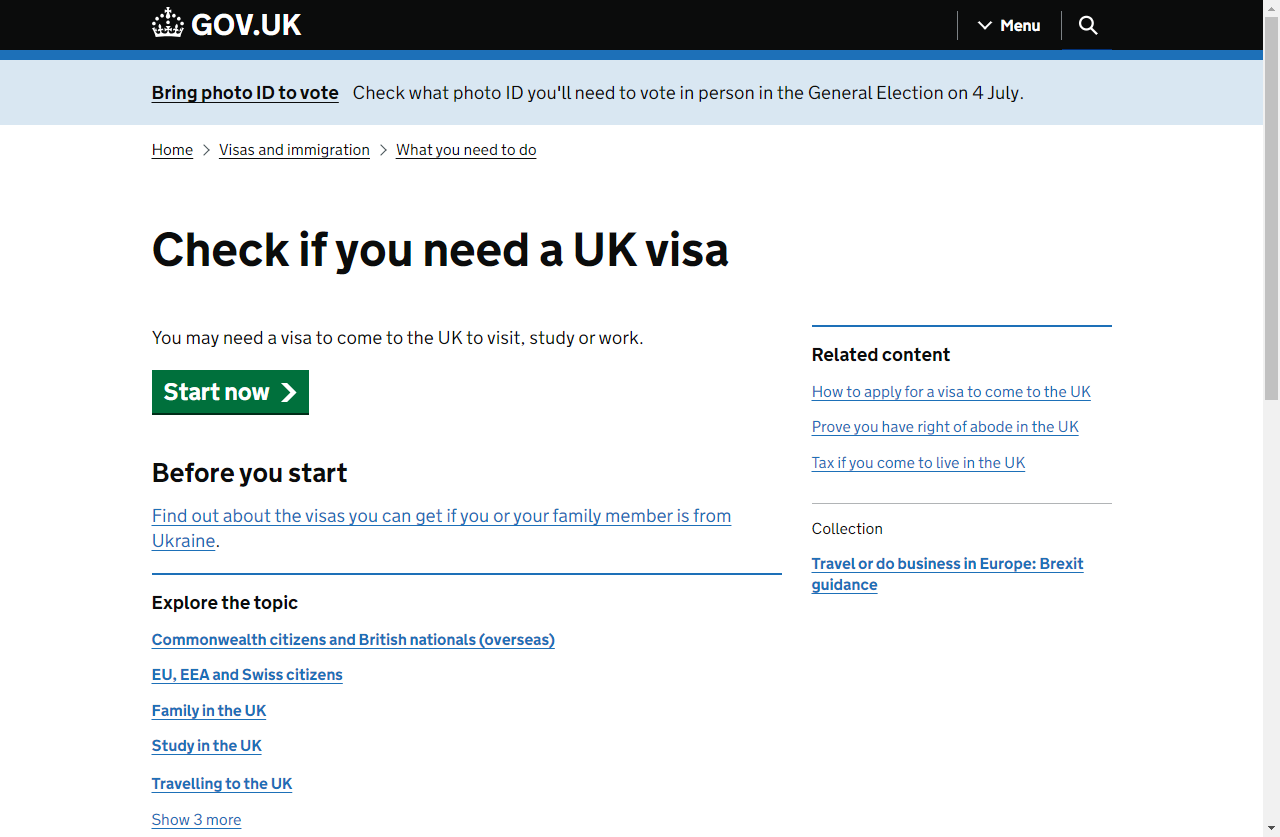 GOV.UK
Menu
Bring photo ID to vote Check what photo ID you'll need to vote in person in the General Election on 4 July.
Home Visas and immigration What you need to do
Check if you need a UK visa
You may need a visa to come to the UK to visit, study or work.
Start now
Before you start
Find out about the visas you can get if you or your family member is from
Ukraine.
Explore the topic
Commonwealth citizens and British nationals (overseas)
EU, EEA and Swiss citizens
Family in the UK
Study in the UK
Travelling to the UK
Show 3 more
Related content
How to apply for a visa to come to the UK
Prove you have right of abode in the UK
Tax if you come to live in the UK
Collection
Travel or do business in Europe: Brexit
guidance